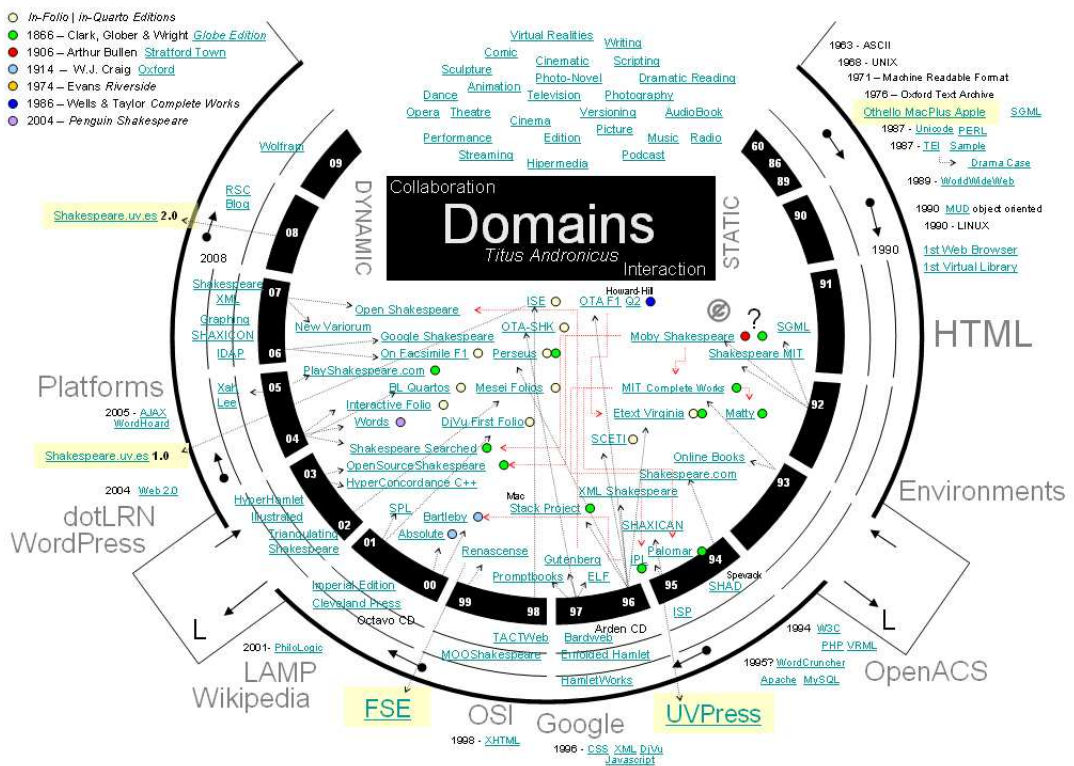 In-Folio | in-Quarto Editions
1866 – Clark, Glober & Wright Globe Edition
1906 – Arthur Bullen Stratford Town
1914 – W.J. Craig Oxford
1974 – Evans Riverside
1986 – Wells & Taylor Complete Works
2004 – Penguin Shakespeare
Virtual Realities
Writing
Comic
Cinematic
Scripting
Sculpture
Photo-Novel
Dramatic Reading
Animation
Dance
Television
Photography
Opera
Theatre
Versioning
AudioBook
Cinema
Picture
Performance
Edition
Music
Radio
Streaming
Hipermedia
Podcast
1963 - ASCII
1968 - UNIX
1971 – Machine Readable Format
1976 – Oxford Text Archive
Othello MacPlus Apple
SGML
1987 - Unicode PERL
1987 - TEI Sample
Drama Case
1989 - WorldWideWeb
1990 MUD object oriented
1990 - LINUX
1st Web Browser
1st Virtual Library
1990
Wolfram
RSC
Blog
Shakespeare.uv.es 2.0
2008
09
08
07
06
05
04
03
02
01
00
99
98
97
96
95
94
93
92
91
90
89
86
60
DYNAMIC
STATIC
Collaboration
Domains
Titus Andronicus
Interaction
Shakespeare
XML
Graphing
SHAXICON
IDAP
Xah
Lee
New Variorum
Open Shakespeare
Google Shakespeare
On Facsimile F1
PlayShakespeare.com
BL Quartos
Interactive Folio
Words
Shakespeare Searched
OpenSourceShakespeare
HyperConcordance C++
ISE
Howard-Hill
OTA F1 Q2
OTA-SHK
Perseus
Mesei Folios
DjVu First Folio
Moby Shakespeare
?
SGML
Shakespeare MIT
MIT Complete Works
Etext Virginia
Matty
SCETI
Online Books
Shakespeare.com
XML Shakespeare
Mac
Stack Project
SHAXICAN
SPL
Bartleby
Absolute
Renascense
Gutenberg
IPL
Palomar
Promptbooks
ELF
Spevack
SHAD
ISP
HyperHamlet
Illustrated
Triangulating
Shakespeare
Imperial Edition
Cleveland Press
Octavo CD
Arden CD
TACTWeb
Bardweb
MOOShakespeare
Enfolded Hamlet
HamletWorks
Platforms
2005 - AJAX
WordHoard
Shakespeare.uv.es 1.0
2004 Web 2.0
dotLRN
WordPress
L
2001- PhiloLogic
LAMP
Wikipedia
FSE
OSI
1998 - XHTML
Google
1996 - CSS XML DjVu
Javascript
UVPress
HTML
Environments
L
1994 W3C
PHP VRML
1995? WordCruncher
Apache MySQL
OpenACS